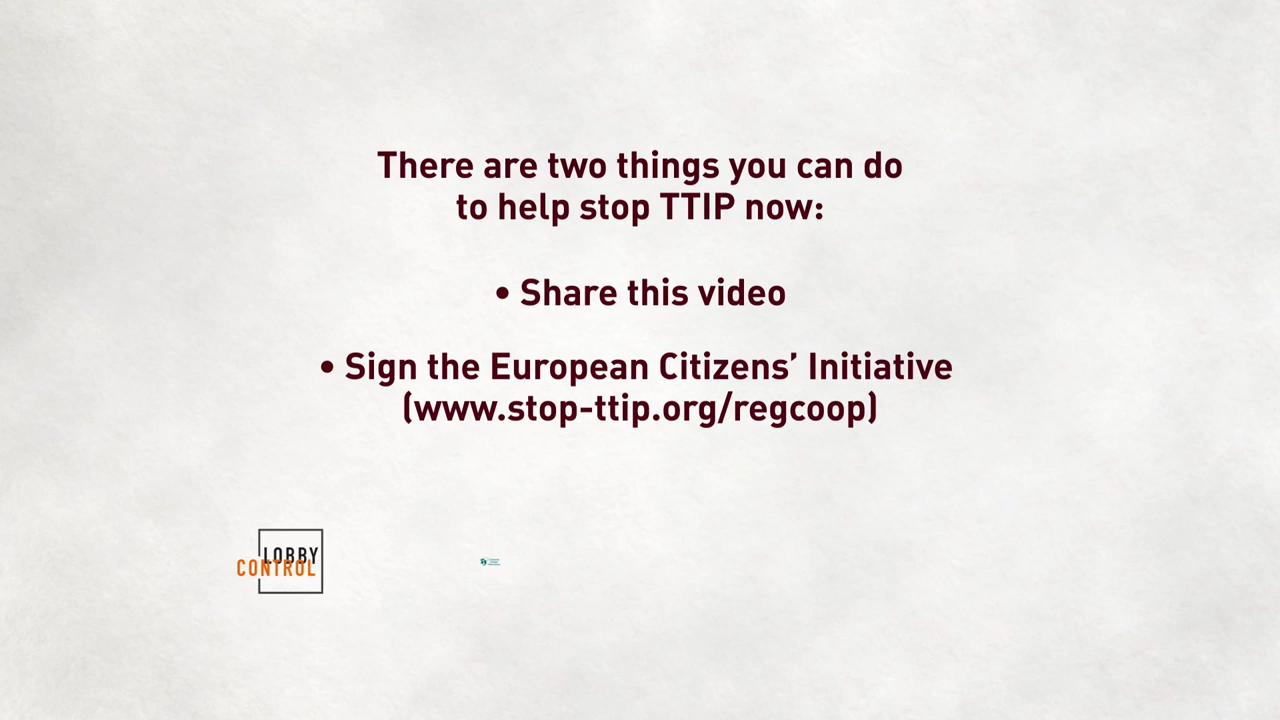 There are two things you can do
to help stop TTIP now:
• Share this video
• Sign the European Citizens’ Initiative
(www.stop-ttip.org/regcoop)
LOBBY
CONTROL